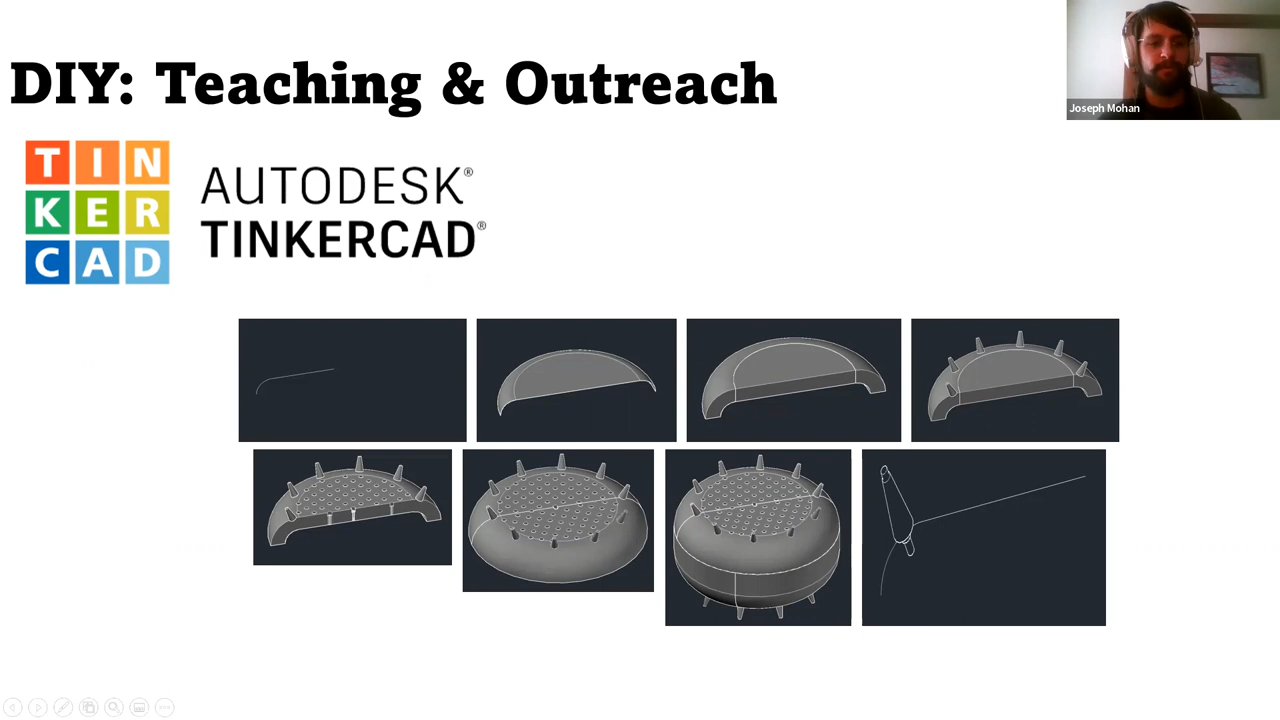 DIY: Teaching & Outreach
Joseph Mohan
TIN
KER
CAD
AUTODESK®
TINKERCAD®